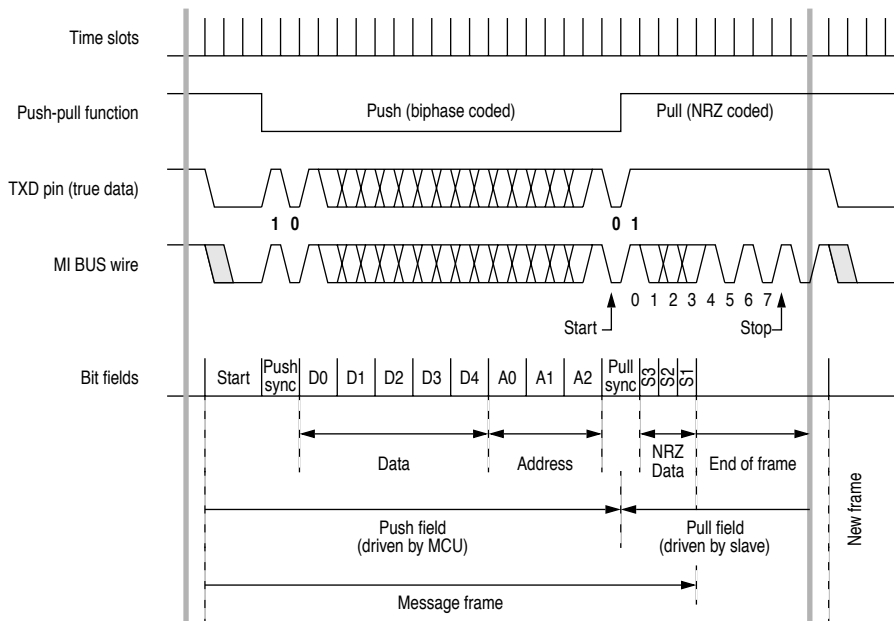 Time slots
Push-pull function
Push (biphase coded)
Pull (NRZ coded)
TXD pin (true data)
1 0
0 1
MI BUS wire
0 1 2 3 4 5 6 7
Start
Stop
Bit fields
Start
Push
sync
D0 D1 D2 D3 D4 A0 A1 A2
Pull
sync
S3
S2
S1
Data
Address
NRZ
Data
End of frame
Push field
(driven by MCU)
Pull field
(driven by slave)
New frame
Message frame